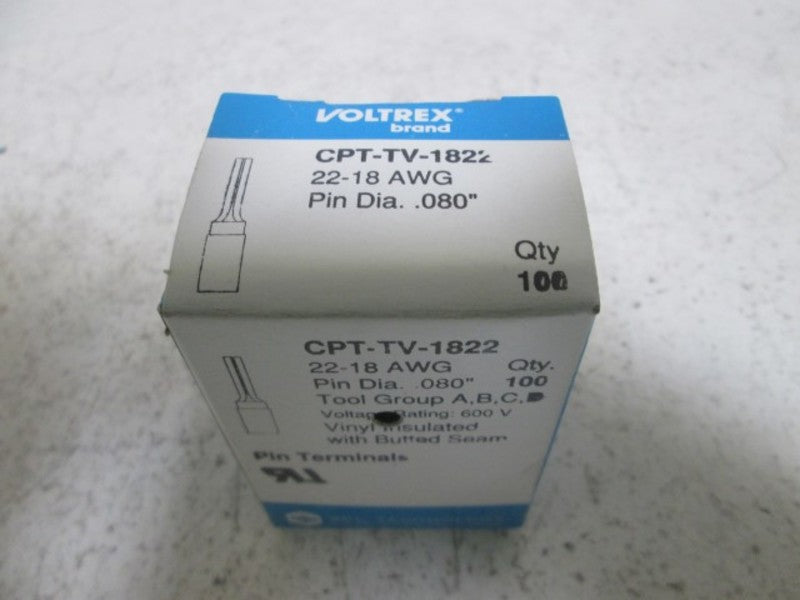 VOLTREX®
brand
CPT-TV-1822
22-18 AWG
Pin Dia. .080"
Qty
100
CPT-TV-1822
22-18 AWG Qty.
Pin Dia. .080" 100
Tool Group A,B,C,D
Voltage Rating: 600 V
Vinyl Insulated
with Butted Seam
Pin Terminals